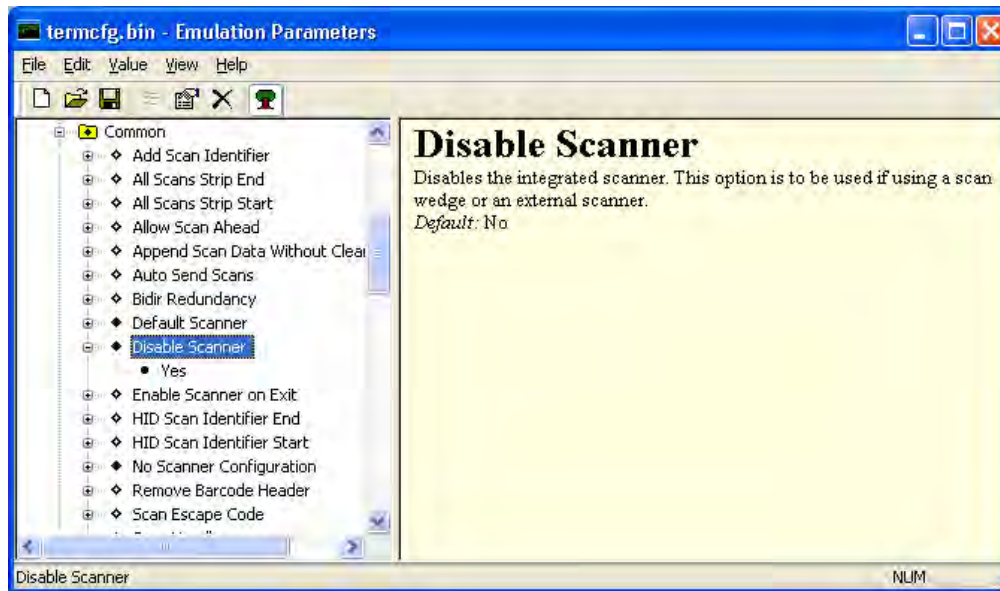 termcfg.bin - Emulation Parameters
File Edit Value View Help
Common
Add Scan Identifier
All Scans Strip End
All Scans Strip Start
Allow Scan Ahead
Append Scan Data Without Clear
Auto Send Scans
Bidir Redundancy
Default Scanner
Disable Scanner
Yes
Enable Scanner on Exit
HID Scan Identifier End
HID Scan Identifier Start
No Scanner Configuration
Remove Barcode Header
Scan Escape Code
Disable Scanner
Disables the integrated scanner. This option is to be used if using a scan
wedge or an external scanner.
Default: No
Disable Scanner
NUM